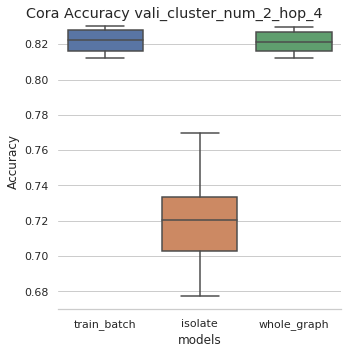 Cora Accuracy vali_cluster_num_2_hop_4
Accuracy
0.82
0.80
0.78
0.76
0.74
0.72
0.70
0.68
train_batch
isolate
whole_graph
models